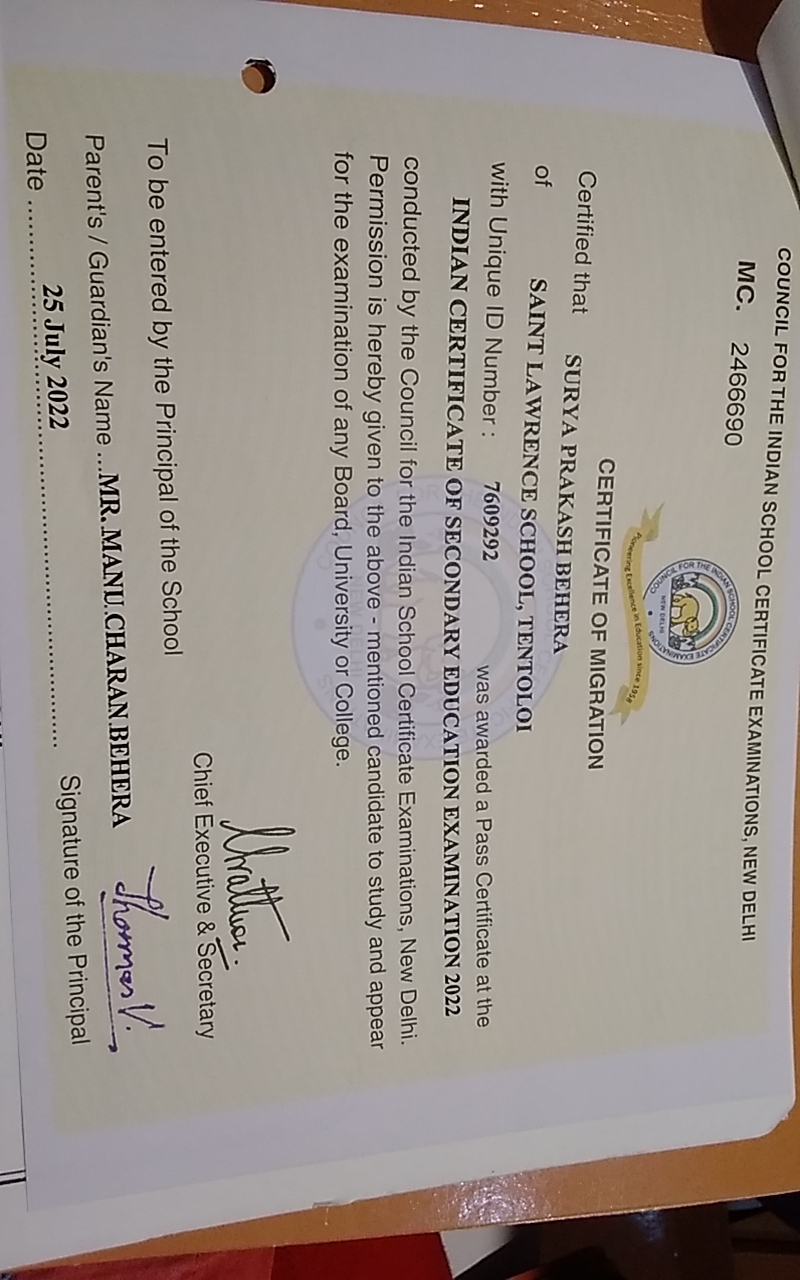 COUNCIL FOR THE INDIAN SCHOOL CERTIFICATE EXAMINATIONS, NEW DELHI
MC. 2466690
COUNCIL FOR THE INDIAN SCHOOL CERTIFICATE EXAMINATIONS
NEW DELHI
Pioneering Excellence in Education since 1958
CERTIFICATE OF MIGRATION
Certified that SURYA PRAKASH BEHERA
of SAINT LAWRENCE SCHOOL, TENTOLOI
with Unique ID Number : 7609292 was awarded a Pass Certificate at the
INDIAN CERTIFICATE OF SECONDARY EDUCATION EXAMINATION 2022
conducted by the Council for the Indian School Certificate Examinations, New Delhi.
Permission is hereby given to the above - mentioned candidate to study and appear
for the examination of any Board, University or College.
Chief Executive & Secretary
To be entered by the Principal of the School
Parent's / Guardian's Name ...MR. MANU CHARAN BEHERA
Thomas V.
Signature of the Principal
Date ........25 July 2022........